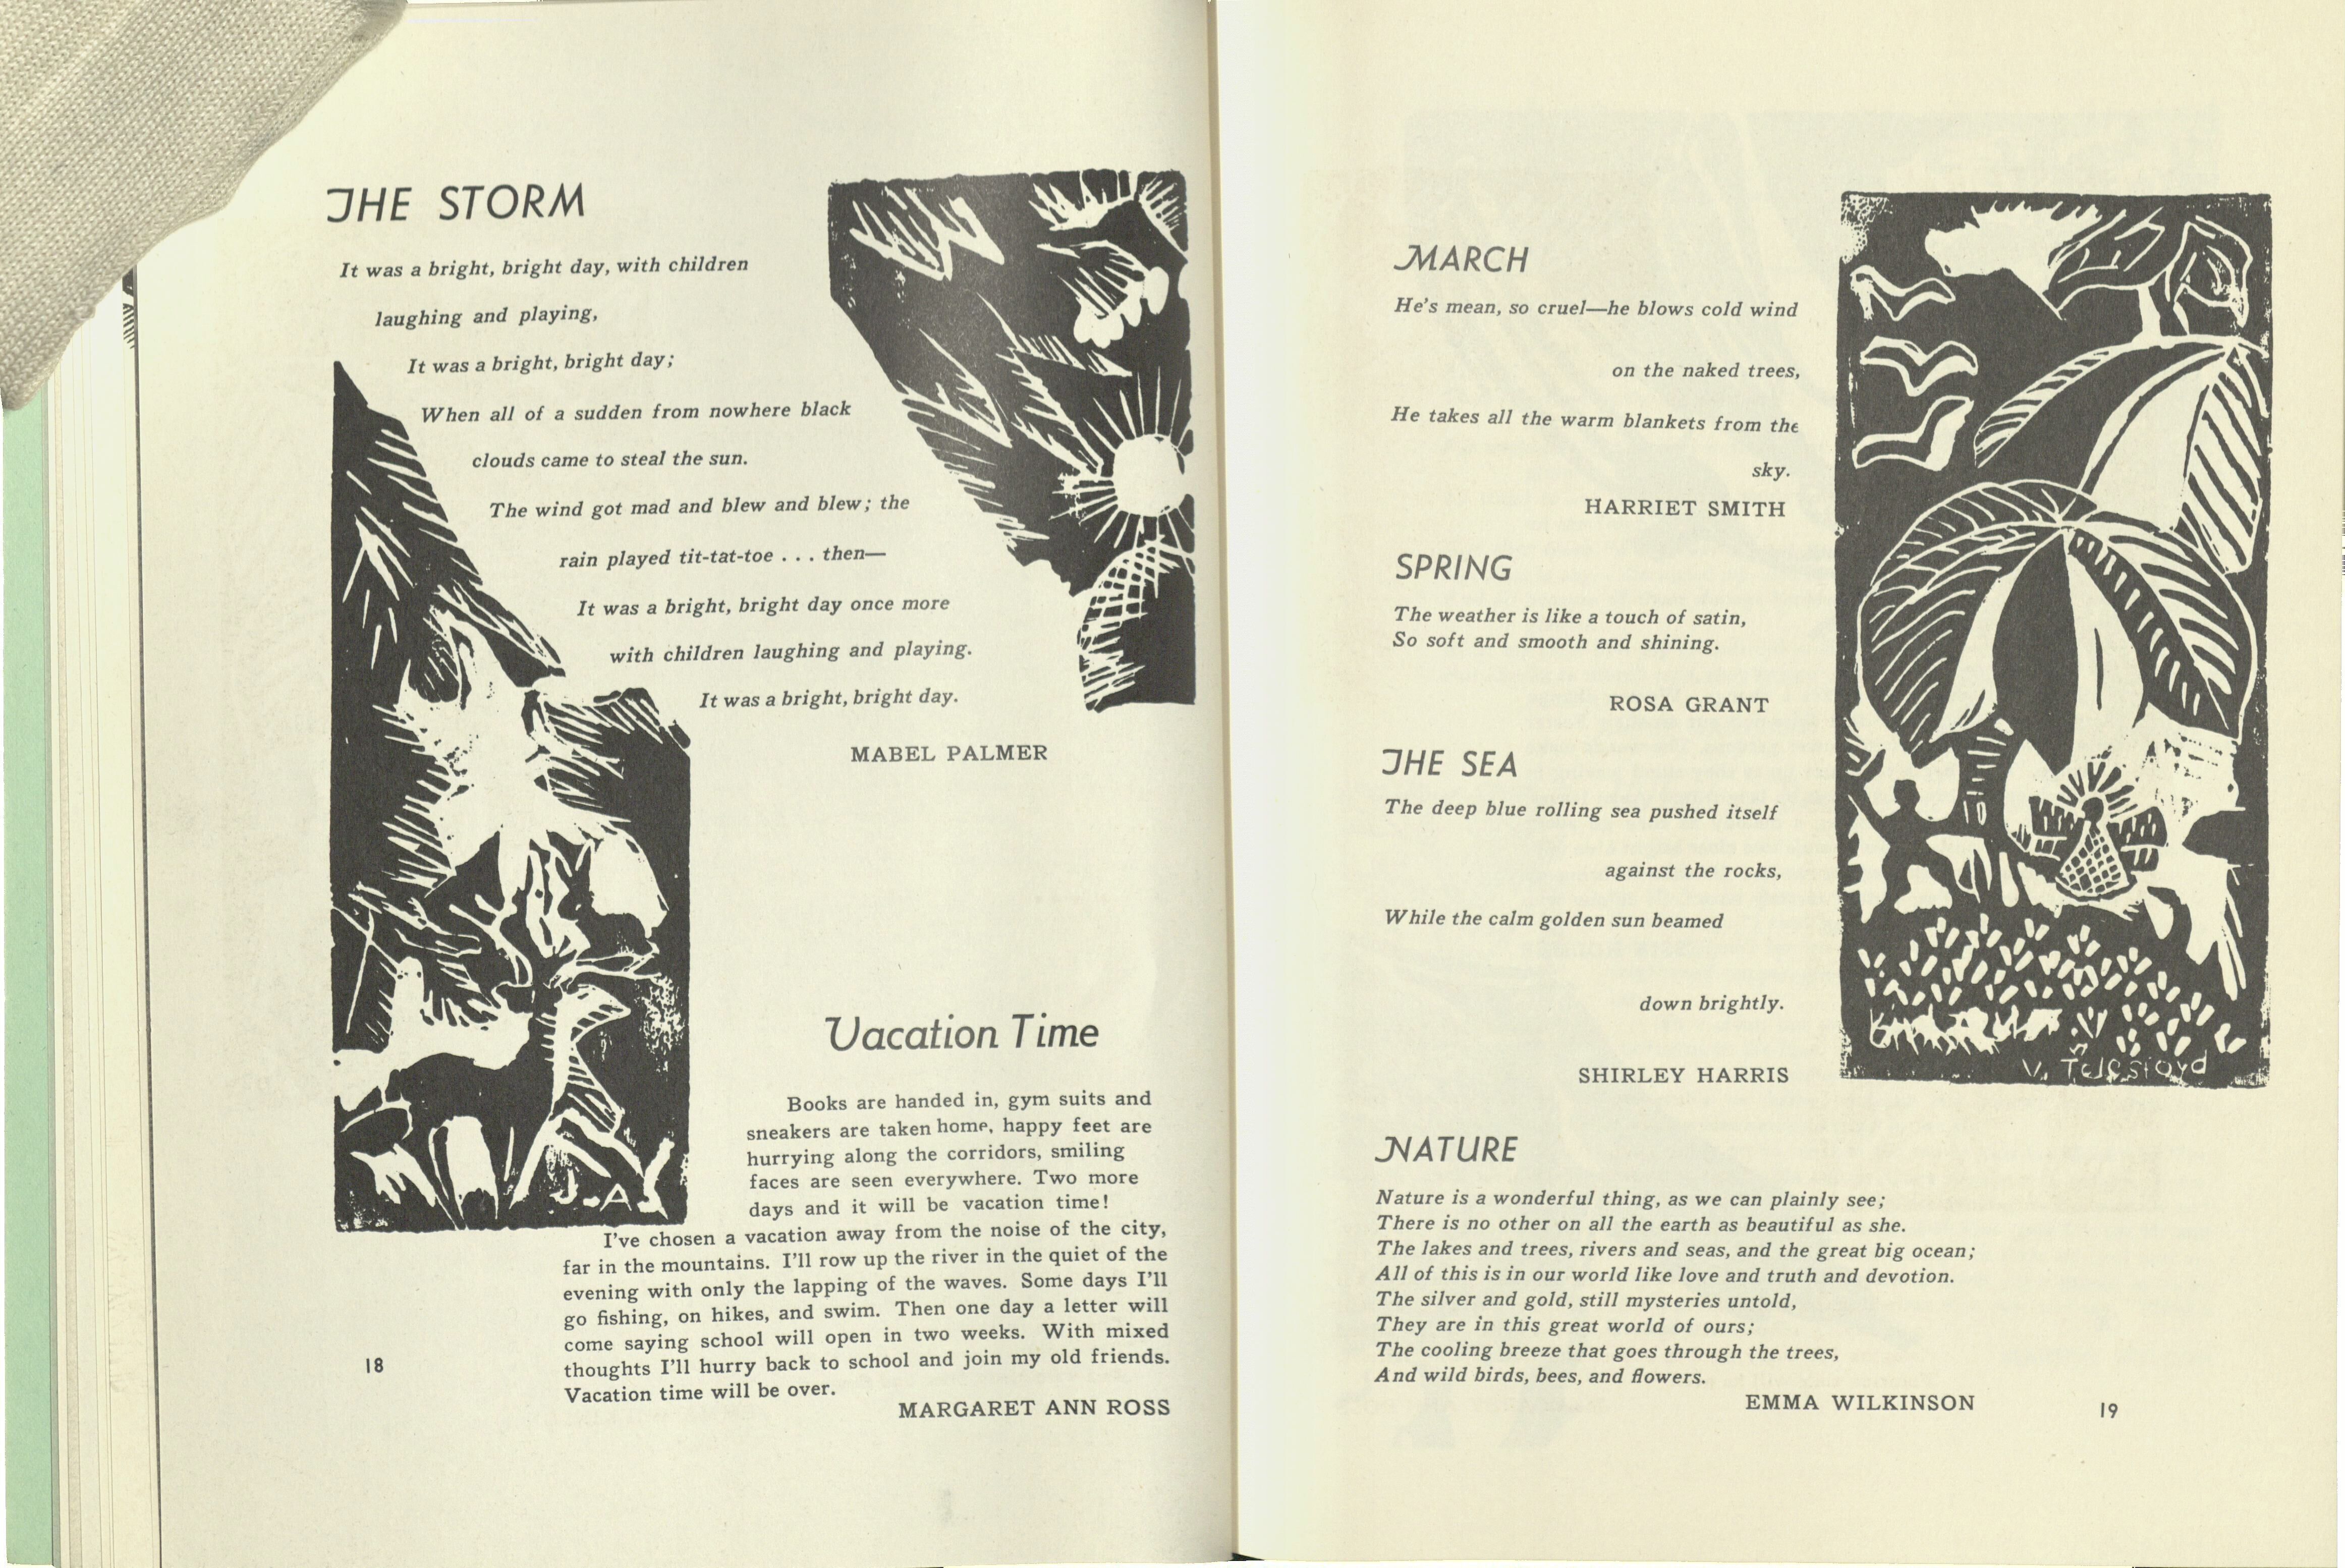 THE STORM
It was a bright, bright day, with children
laughing and playing,
It was a bright, bright day;
When all of a sudden from nowhere black
clouds came to steal the sun.
The wind got mad and blew and blew; the
rain played tit-tat-toe . . . then—
It was a bright, bright day once more
with children laughing and playing.
It was a bright, bright day.
MABEL PALMER
J.A.
Vacation Time
Books are handed in, gym suits and
sneakers are taken home, happy feet are
hurrying along the corridors, smiling
faces are seen everywhere. Two more
days and it will be vacation time!
I've chosen a vacation away from the noise of the city,
far in the mountains. I'll row up the river in the quiet of the
evening with only the lapping of the waves. Some days I'll
go fishing, on hikes, and swim. Then one day a letter will
come saying school will open in two weeks. With mixed
thoughts I'll hurry back to school and join my old friends.
Vacation time will be over.
MARGARET ANN ROSS
18
MARCH
He's mean, so cruel—he blows cold wind
on the naked trees,
He takes all the warm blankets from the
sky.
HARRIET SMITH
SPRING
The weather is like a touch of satin,
So soft and smooth and shining.
ROSA GRANT
THE SEA
The deep blue rolling sea pushed itself
against the rocks,
While the calm golden sun beamed
down brightly.
SHIRLEY HARRIS
V.
NATURE
Nature is a wonderful thing, as we can plainly see;
There is no other on all the earth as beautiful as she.
The lakes and trees, rivers and seas, and the great big ocean;
All of this is in our world like love and truth and devotion.
The silver and gold, still mysteries untold,
They are in this great world of ours;
The cooling breeze that goes through the trees,
And wild birds, bees, and flowers.
EMMA WILKINSON
19